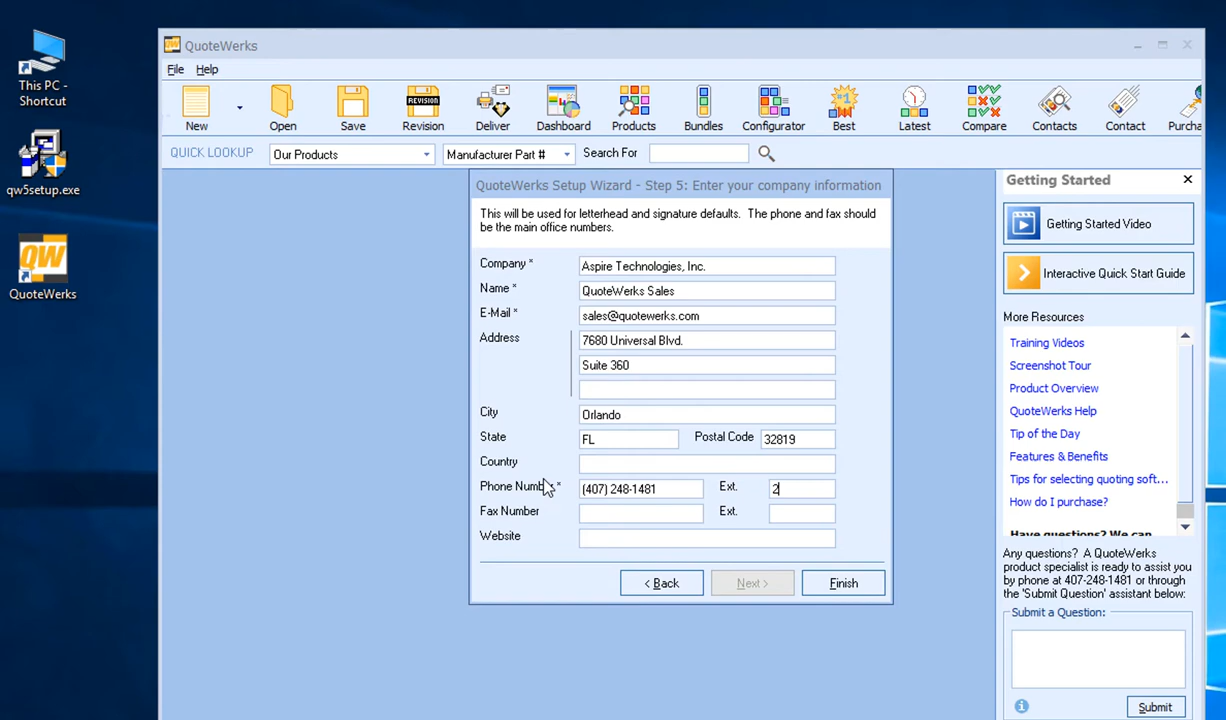 This PC -
Shortcut
qw5setup.exe
QW
QuoteWerks
QW QuoteWerks
File Help
New Open Save REVISION Revision Deliver Dashboard Products Bundles Configurator #1 Best Latest Compare Contacts Contact Purcha
QUICK LOOKUP Our Products Manufacturer Part # Search For
QuoteWerks Setup Wizard - Step 5: Enter your company information
This will be used for letterhead and signature defaults. The phone and fax should
be the main office numbers.
Company * Aspire Technologies, Inc.
Name * QuoteWerks Sales
E-Mail * sales@quotewerks.com
Address 7680 Universal Blvd.
Suite 360
City Orlando
State FL Postal Code 32819
Country
Phone Numb * (407) 248-1481 Ext. 2
Fax Number Ext.
Website
< Back Next > Finish
Getting Started
Getting Started Video
Interactive Quick Start Guide
More Resources
Training Videos
Screenshot Tour
Product Overview
QuoteWerks Help
Tip of the Day
Features & Benefits
Tips for selecting quoting soft...
How do I purchase?
Have questions? We can
Any questions? A QuoteWerks
product specialist is ready to assist you
by phone at 407-248-1481 or through
the 'Submit Question' assistant below:
Submit a Question:
Submit